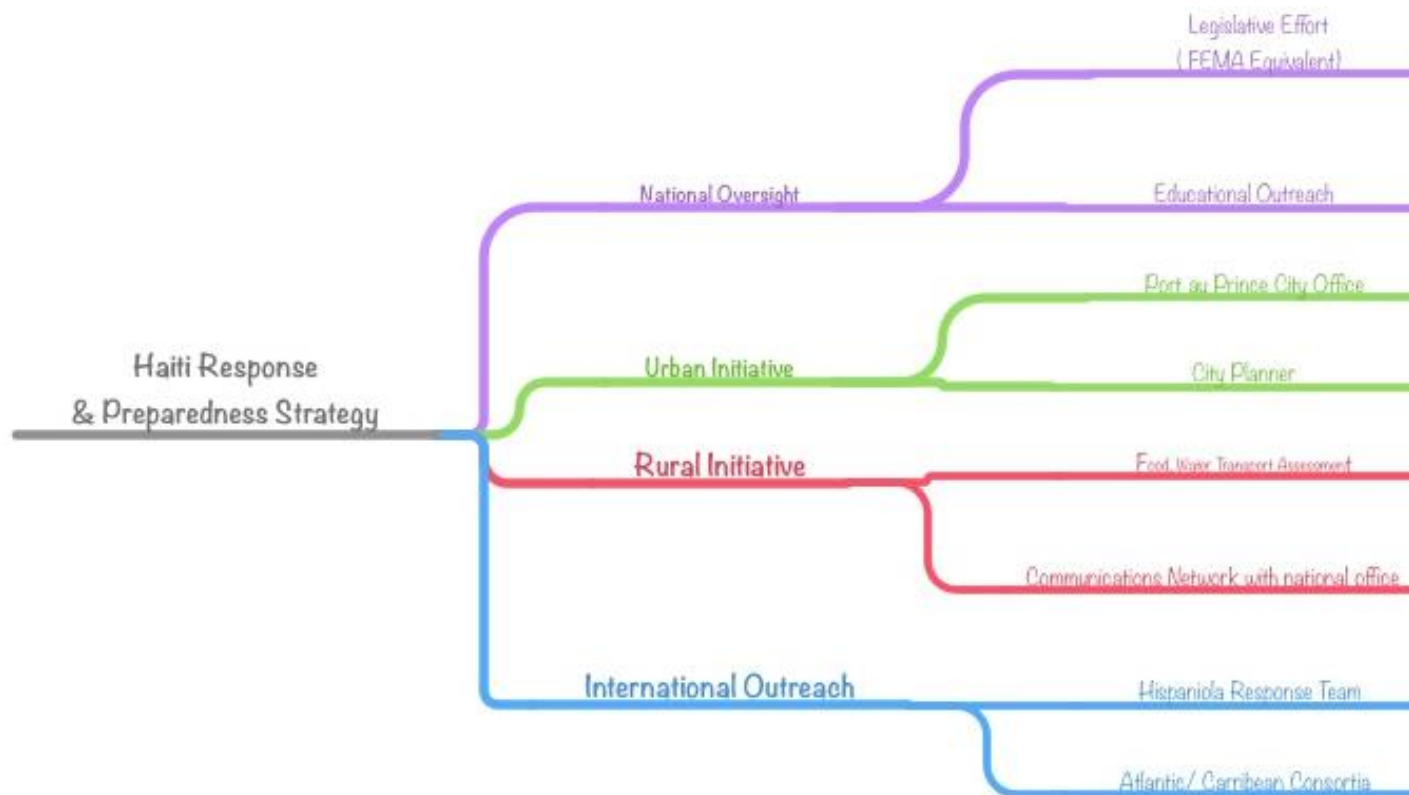 Haiti Response
& Preparedness Strategy
National Oversight
Legislative Effort
( FEMA Equivalent)
Educational Outreach
Urban Initiative
Port au Prince City Office
City Planner
Rural Initiative
Food, Water Transport Assessment
Communications Network with national office
International Outreach
Hispaniola Response Team
Atlantic/ Carribean Consortia